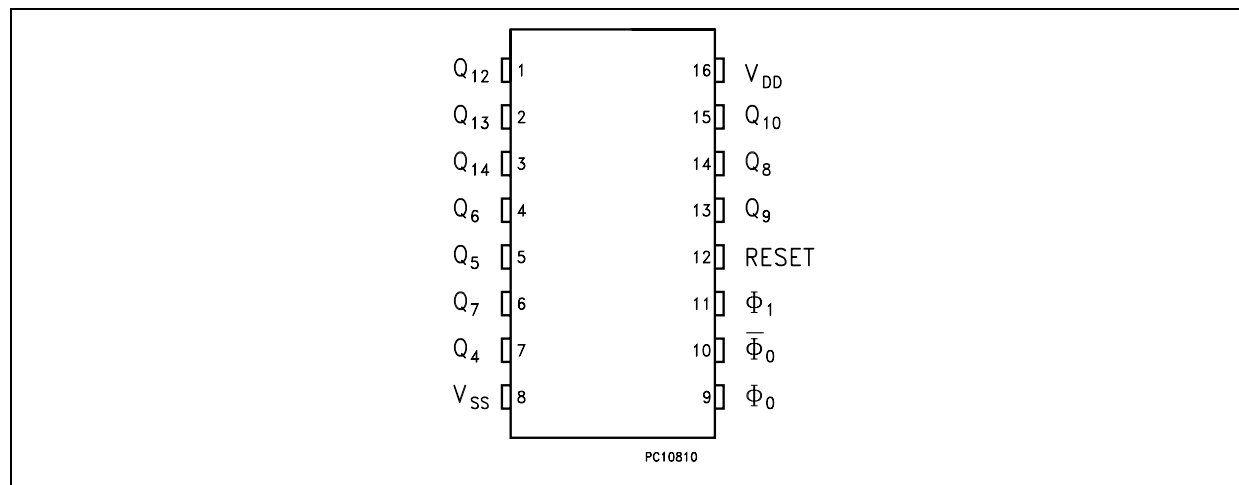 Q12 1 16 VDD
Q13 2 15 Q10
Q14 3 14 Q8
Q6 4 13 Q9
Q5 5 12 RESET
Q7 6 11 Φ1
Q4 7 10 Φ̅0
VSS 8 9 Φ0
PC10810